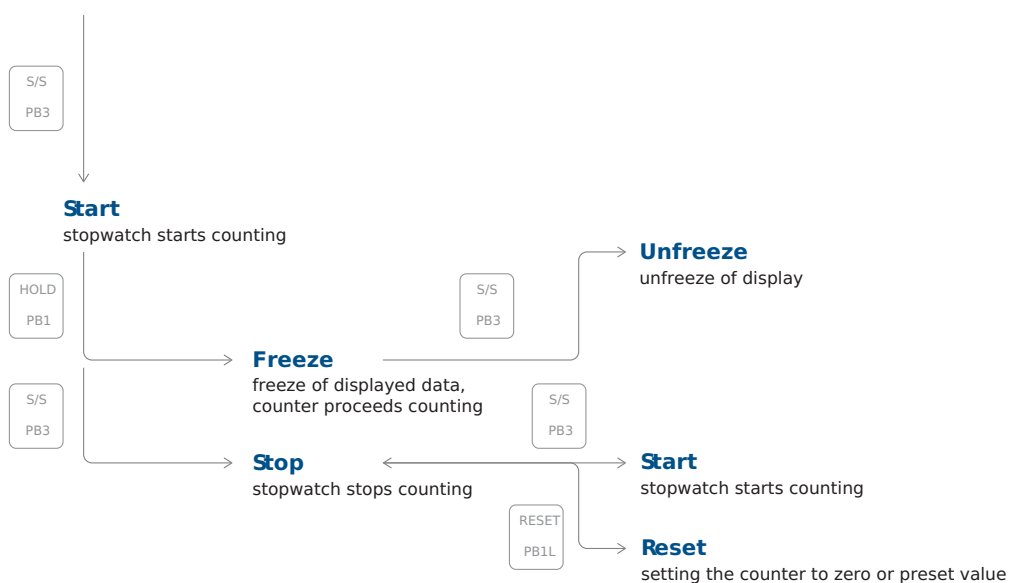 S/S
PB3
Start
stopwatch starts counting
HOLD
PB1
S/S
PB3
Unfreeze
unfreeze of display
Freeze
freeze of displayed data,
counter proceeds counting
S/S
PB3
S/S
PB3
Stop
stopwatch stops counting
Start
stopwatch starts counting
RESET
PB1L
Reset
setting the counter to zero or preset value